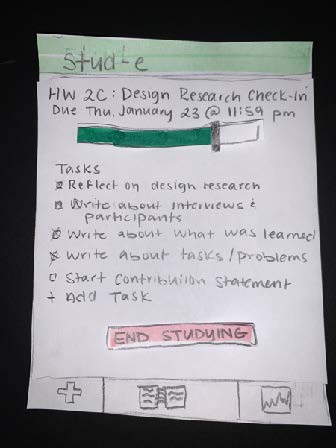 Studie
HW 2C: Design Research Check-In
Due Thu, January 23 @ 11:59 pm
Tasks
Reflect on design research
Write about interviews &
participants
Write about what was learned
Write about tasks/problems
Start contribution statement
+ Add Task
END STUDYING